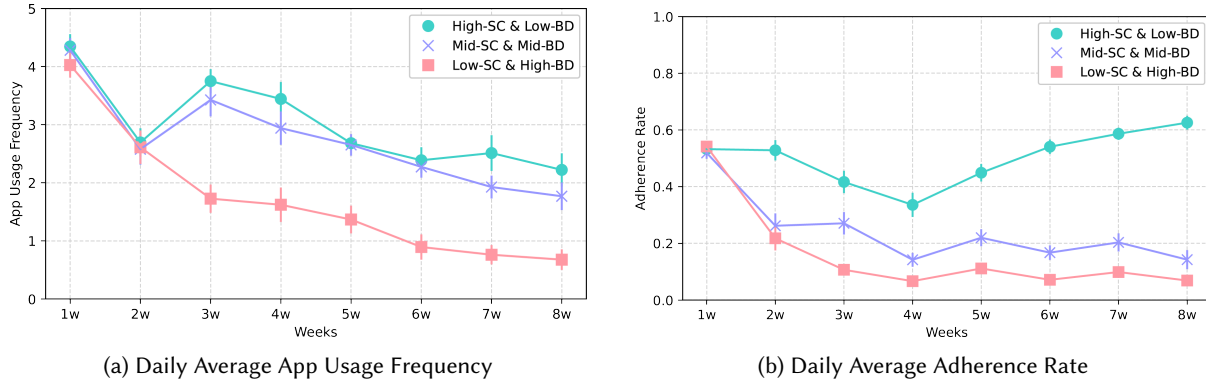 5
4
3
2
1
0
App Usage Frequency
High-SC & Low-BD
Mid-SC & Mid-BD
Low-SC & High-BD
1w 2w 3w 4w 5w 6w 7w 8w
Weeks
(a) Daily Average App Usage Frequency
1.0
0.8
0.6
0.4
0.2
0.0
Adherence Rate
High-SC & Low-BD
Mid-SC & Mid-BD
Low-SC & High-BD
1w 2w 3w 4w 5w 6w 7w 8w
Weeks
(b) Daily Average Adherence Rate